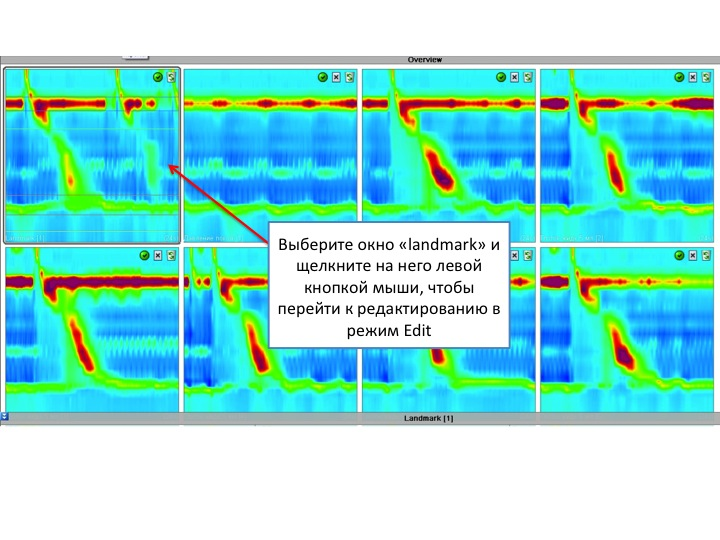 Overview
Выберите окно «landmark» и
щелкните на него левой
кнопкой мыши, чтобы
перейти к редактированию в
режим Edit
Landmark [1]